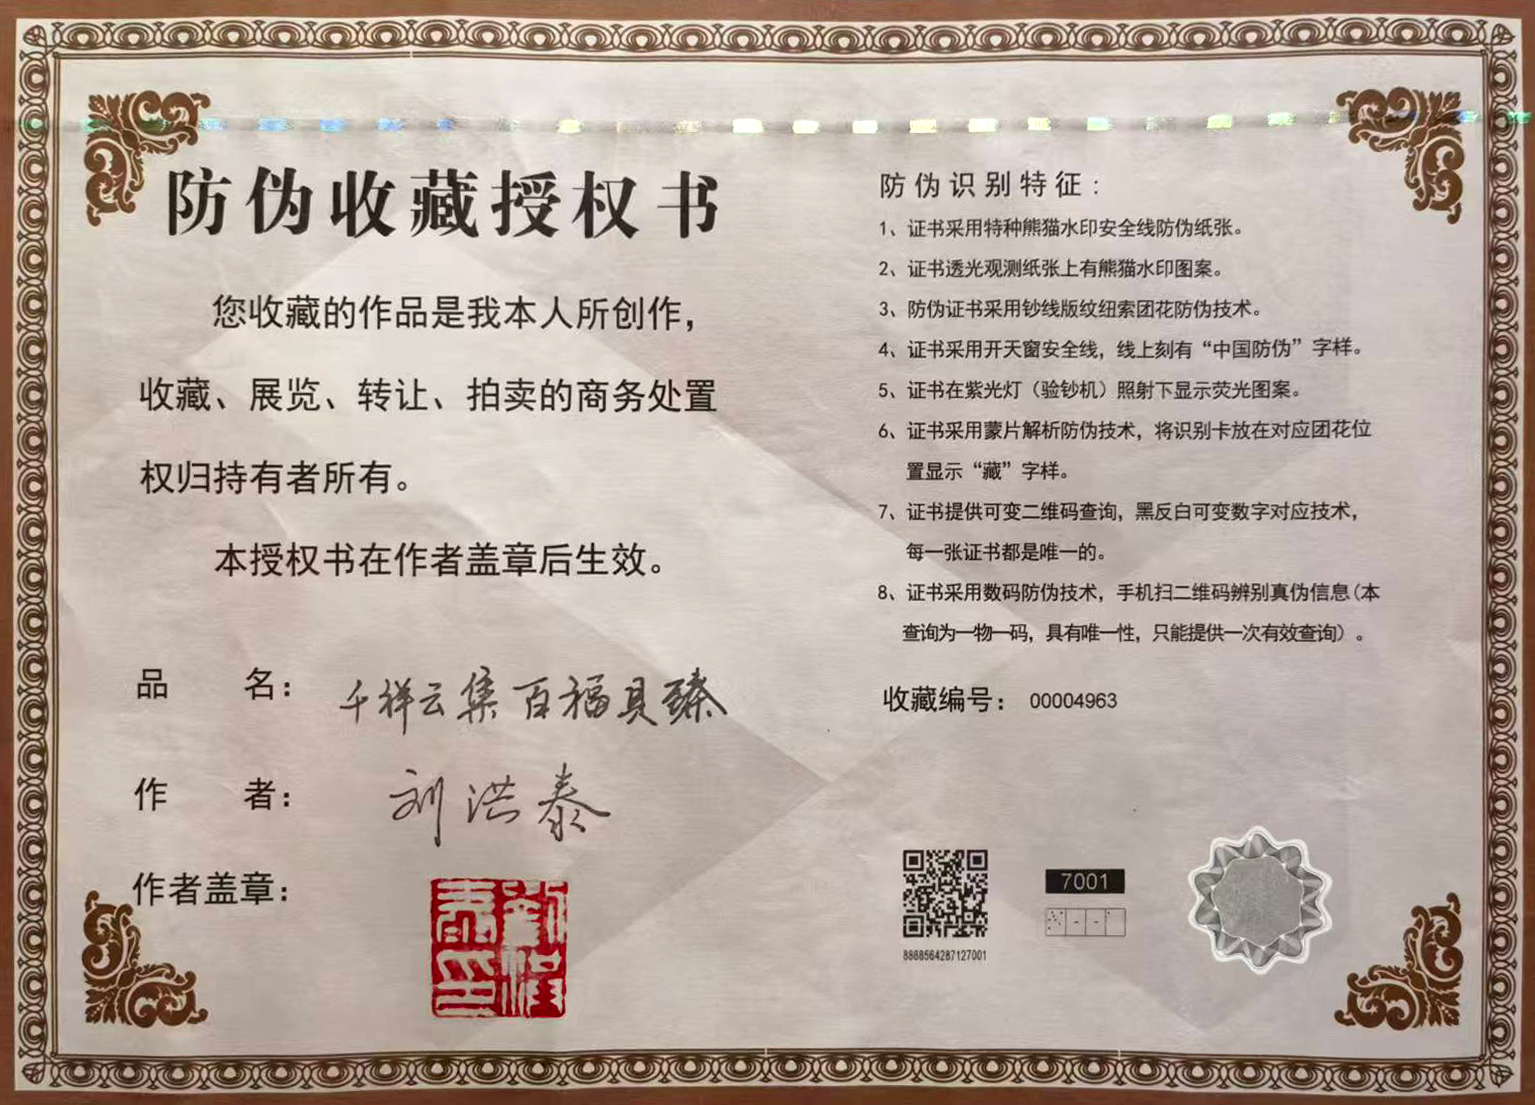 防伪收藏授权书
您收藏的作品是我本人所创作，
收藏、展览、转让、拍卖的商务处置
权归持有者所有。
本授权书在作者盖章后生效。
品 名： 千祥云集 百福具臻
作 者： 刘洪泰
作者盖章：
劉洪
泰印
防伪识别特征：
1、证书采用特种熊猫水印安全线防伪纸张。
2、证书透光观测纸张上有熊猫水印图案。
3、防伪证书采用钞线版纹纽索团花防伪技术。
4、证书采用开天窗安全线，线上刻有“中国防伪”字样。
5、证书在紫光灯（验钞机）照射下显示荧光图案。
6、证书采用蒙片解析防伪技术，将识别卡放在对应团花位
置显示“藏”字样。
7、证书提供可变二维码查询，黑反白可变数字对应技术，
每一张证书都是唯一的。
8、证书采用数码防伪技术，手机扫二维码辨别真伪信息(本
查询为一物一码，具有唯一性，只能提供一次有效查询）。
收藏编号： 00004963
7001
8888564287127001